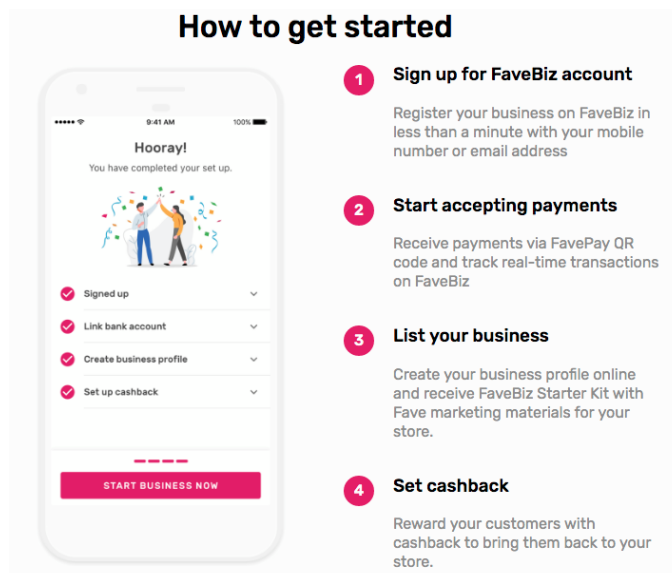 How to get started
9:41 AM
100%
Hooray!
You have completed your set up.
Signed up
Link bank account
Create business profile
Set up cashback
START BUSINESS NOW
1
Sign up for FaveBiz account
Register your business on FaveBiz in
less than a minute with your mobile
number or email address
2
Start accepting payments
Receive payments via FavePay QR
code and track real-time transactions
on FaveBiz
3
List your business
Create your business profile online
and receive FaveBiz Starter Kit with
Fave marketing materials for your
store.
4
Set cashback
Reward your customers with
cashback to bring them back to your
store.